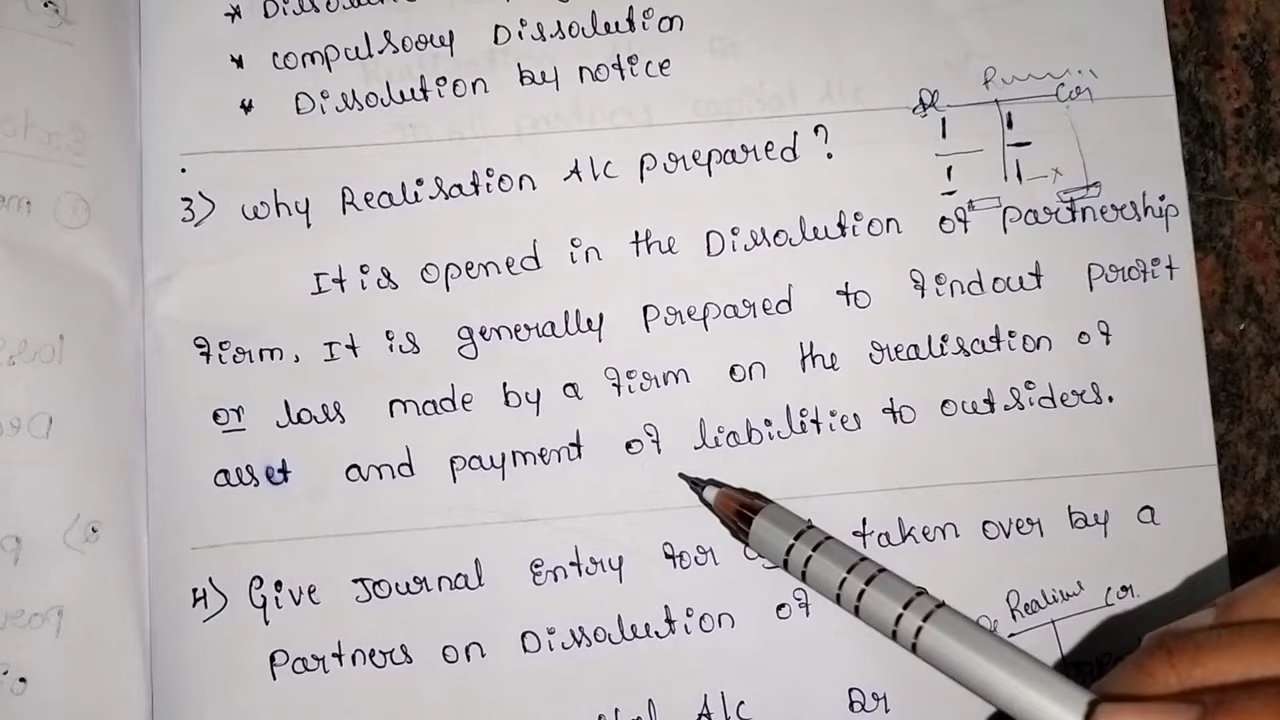 * compulsory Dissolution
* Dissolution by notice
Dr Cr
3) Why Realisation A/C prepared?
It is opened in the Dissolution of partnership
firm. It is generally prepared to findout profit
or loss made by a firm on the realisation of
asset and payment of liabilities to outsiders.
4) Give Journal Entry for taken over by a
Partners on Dissolution of
A/C Dr